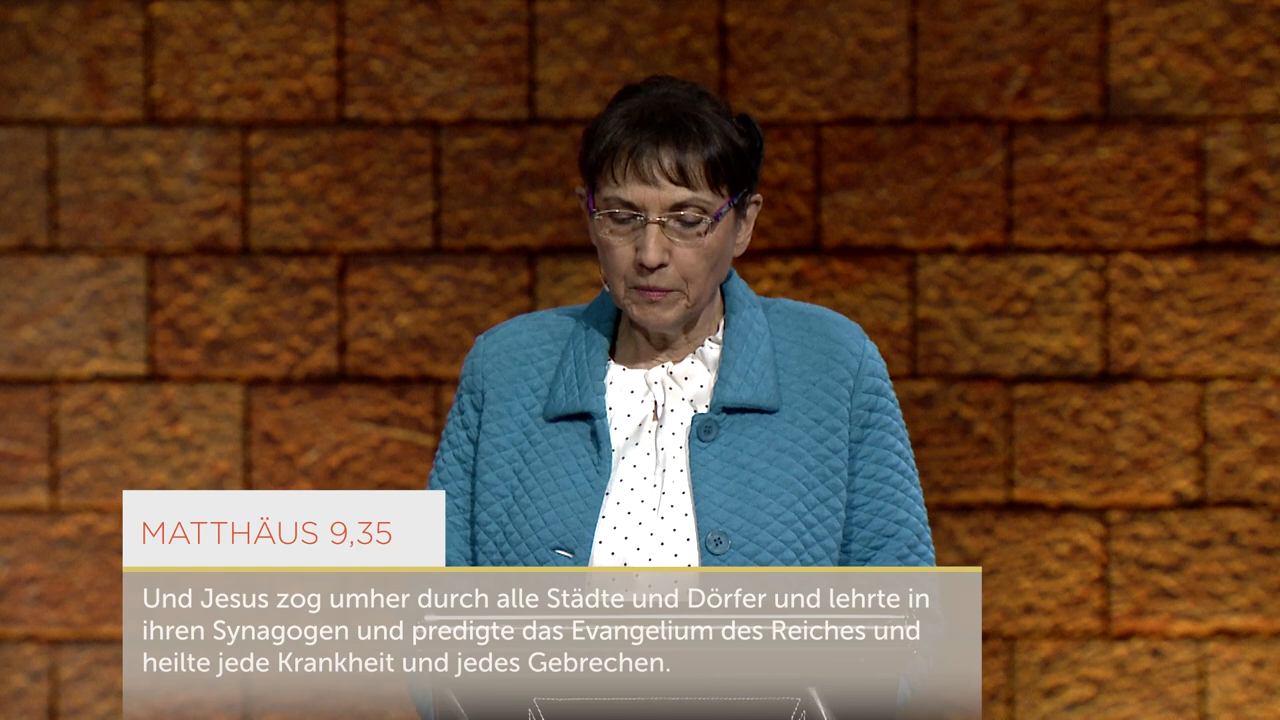 MATTHÄUS 9,35
Und Jesus zog umher durch alle Städte und Dörfer und lehrte in
ihren Synagogen und predigte das Evangelium des Reiches und
heilte jede Krankheit und jedes Gebrechen.